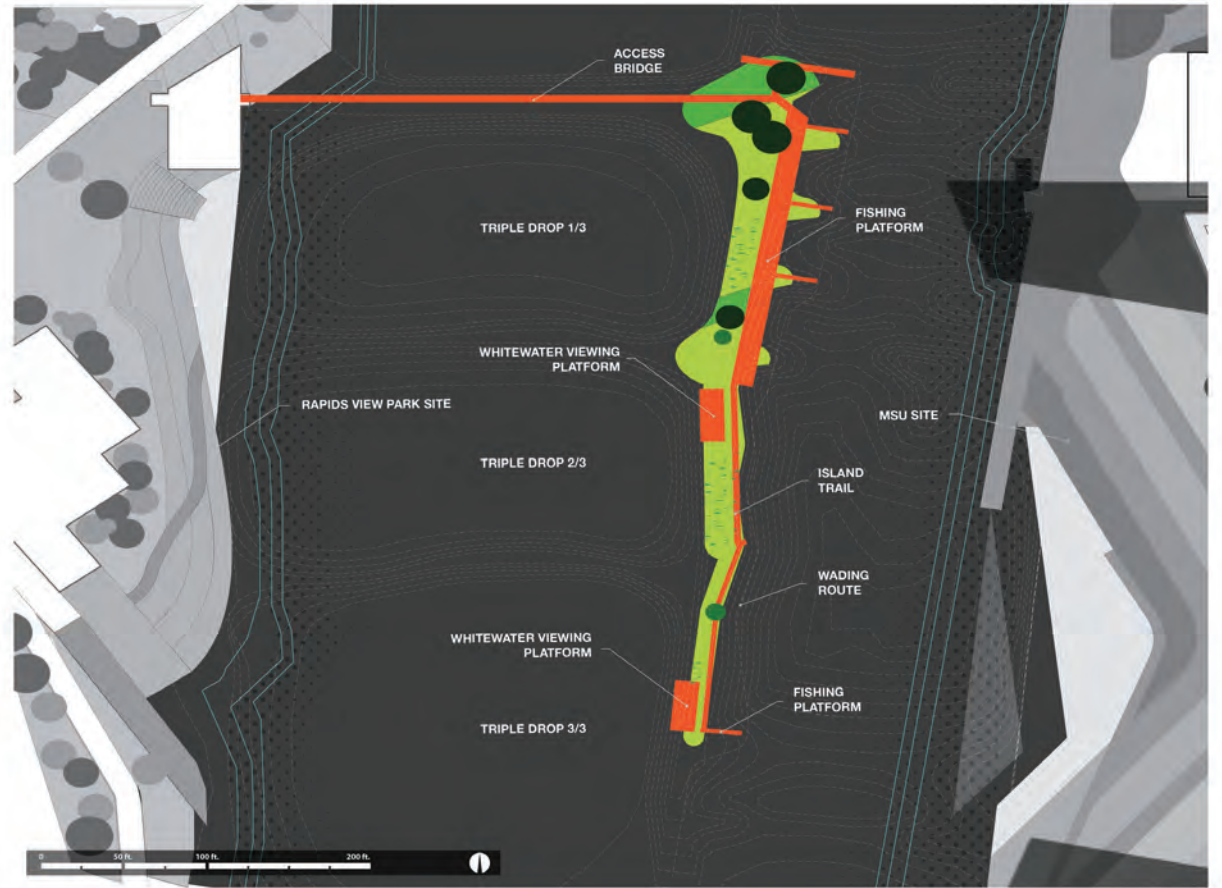 ACCESS
BRIDGE
TRIPLE DROP 1/3
FISHING
PLATFORM
WHITEWATER VIEWING
PLATFORM
RAPIDS VIEW PARK SITE
MSU SITE
TRIPLE DROP 2/3
ISLAND
TRAIL
WADING
ROUTE
WHITEWATER VIEWING
PLATFORM
FISHING
PLATFORM
TRIPLE DROP 3/3
0 50 ft. 100 ft. 200 ft.